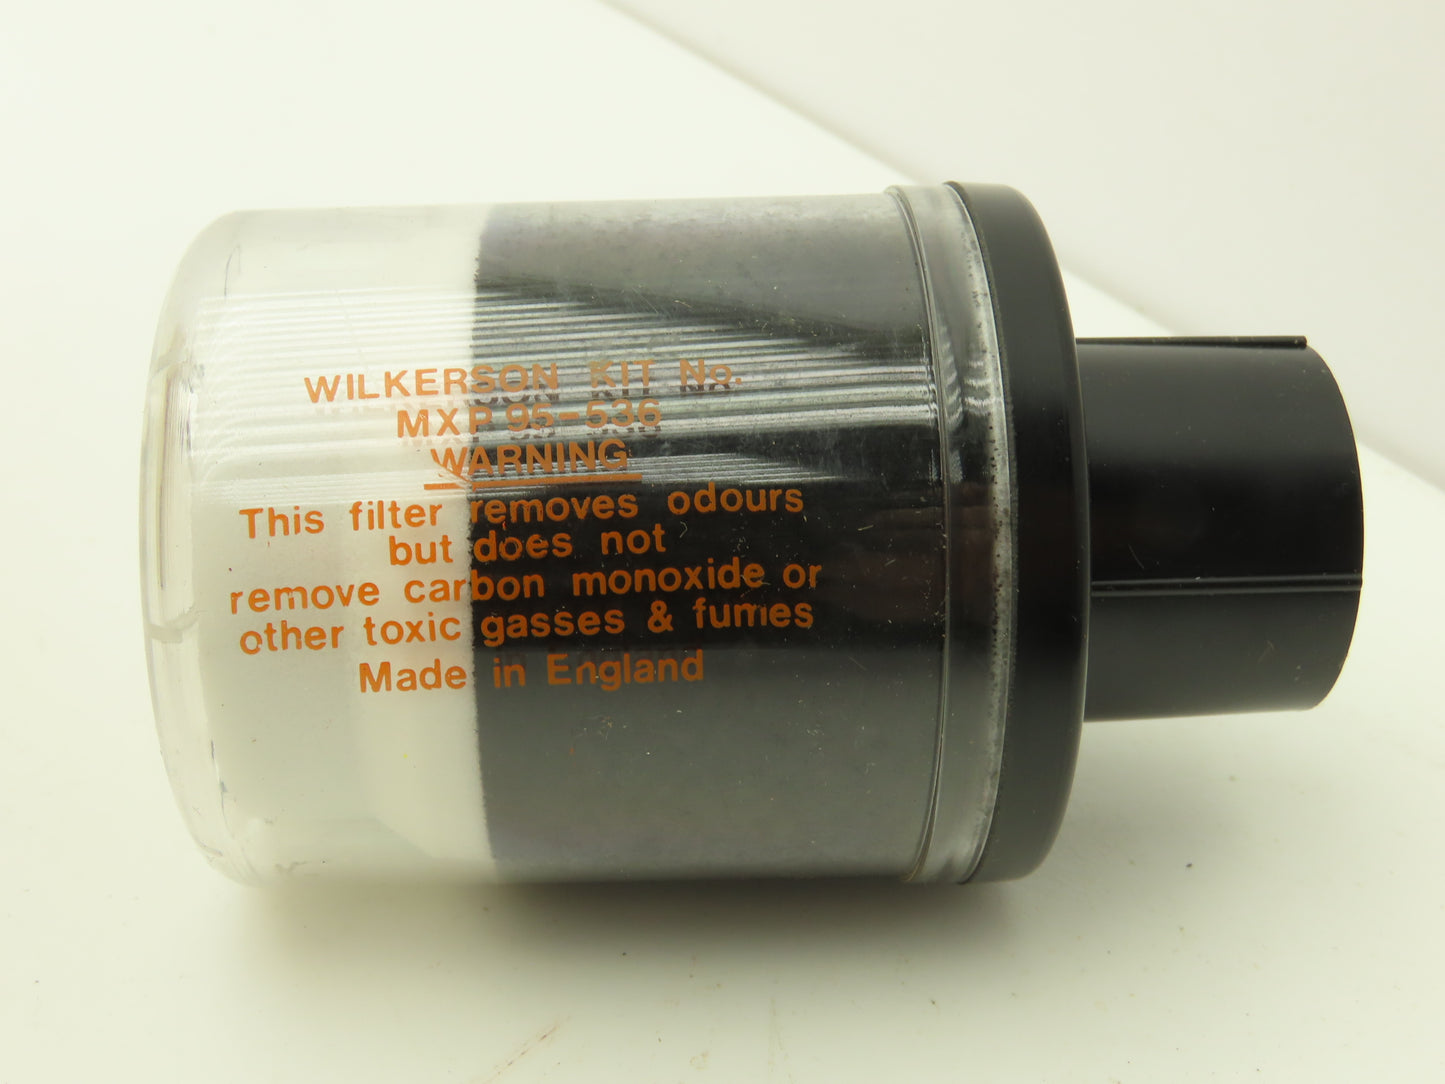 WILKERSON KIT No.
MXP 95-536
WARNING
This filter removes odours
but does not
remove carbon monoxide or
other toxic gasses & fumes
Made in England